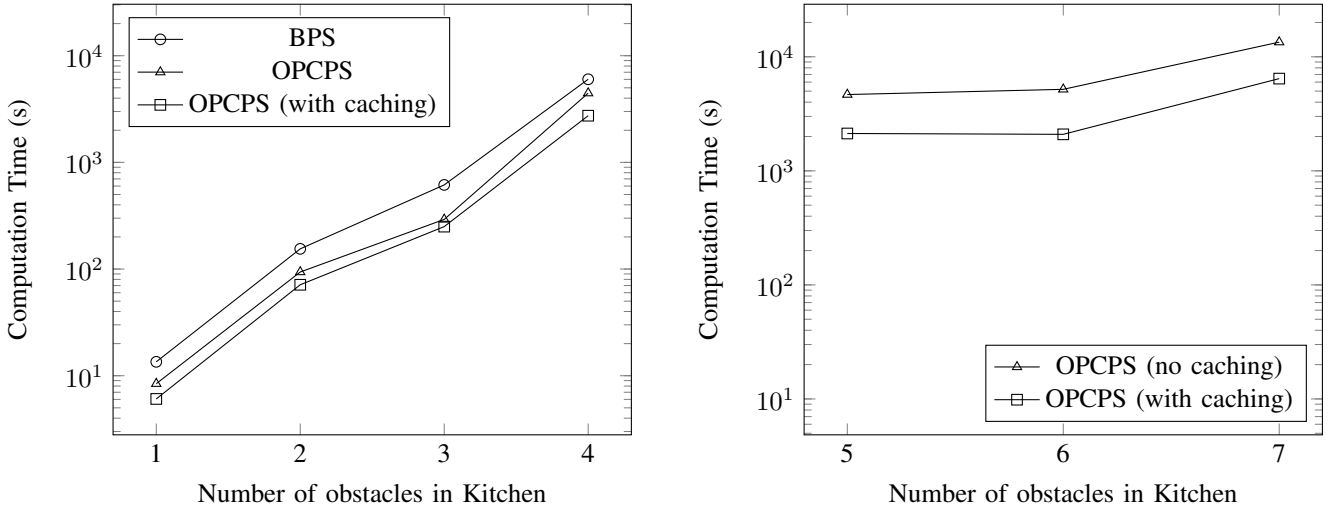 10^4
10^3
10^2
10^1
Computation Time (s)
BPS
OPCPS
OPCPS (with caching)
1 2 3 4
Number of obstacles in Kitchen
10^4
10^3
10^2
10^1
Computation Time (s)
OPCPS (no caching)
OPCPS (with caching)
5 6 7
Number of obstacles in Kitchen